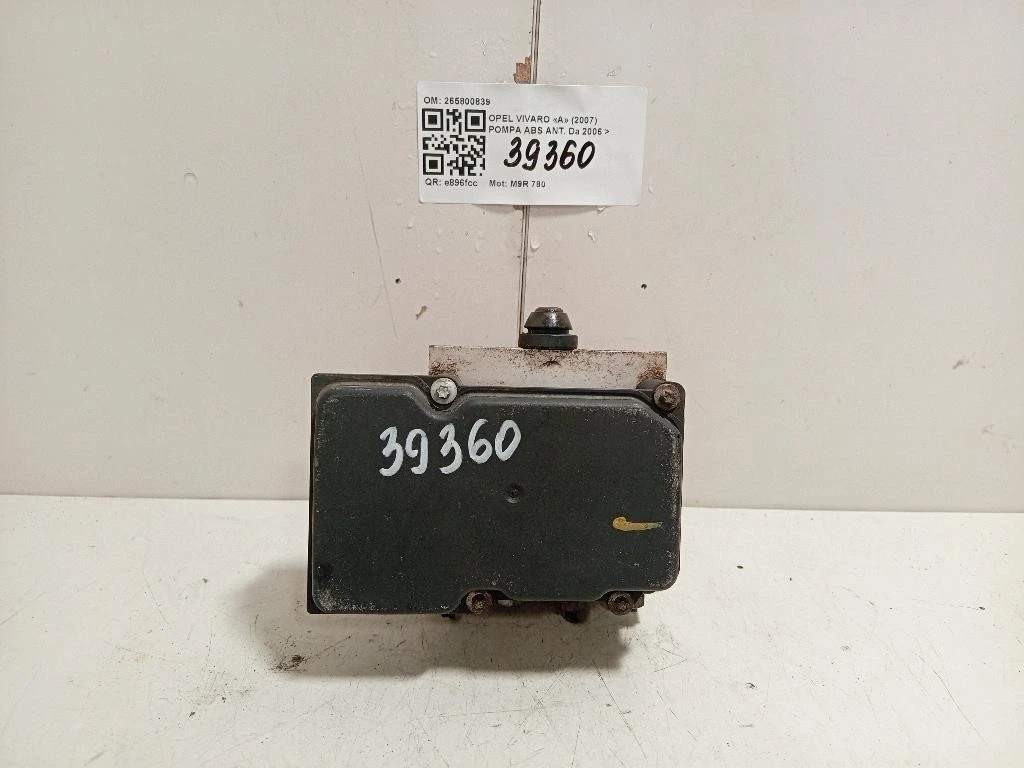 OM: 265800839
OPEL VIVARO «A» (2007)
POMPA ABS ANT. Da 2006 >
39360
QR: e896fcc Mot: M9R 780
39360